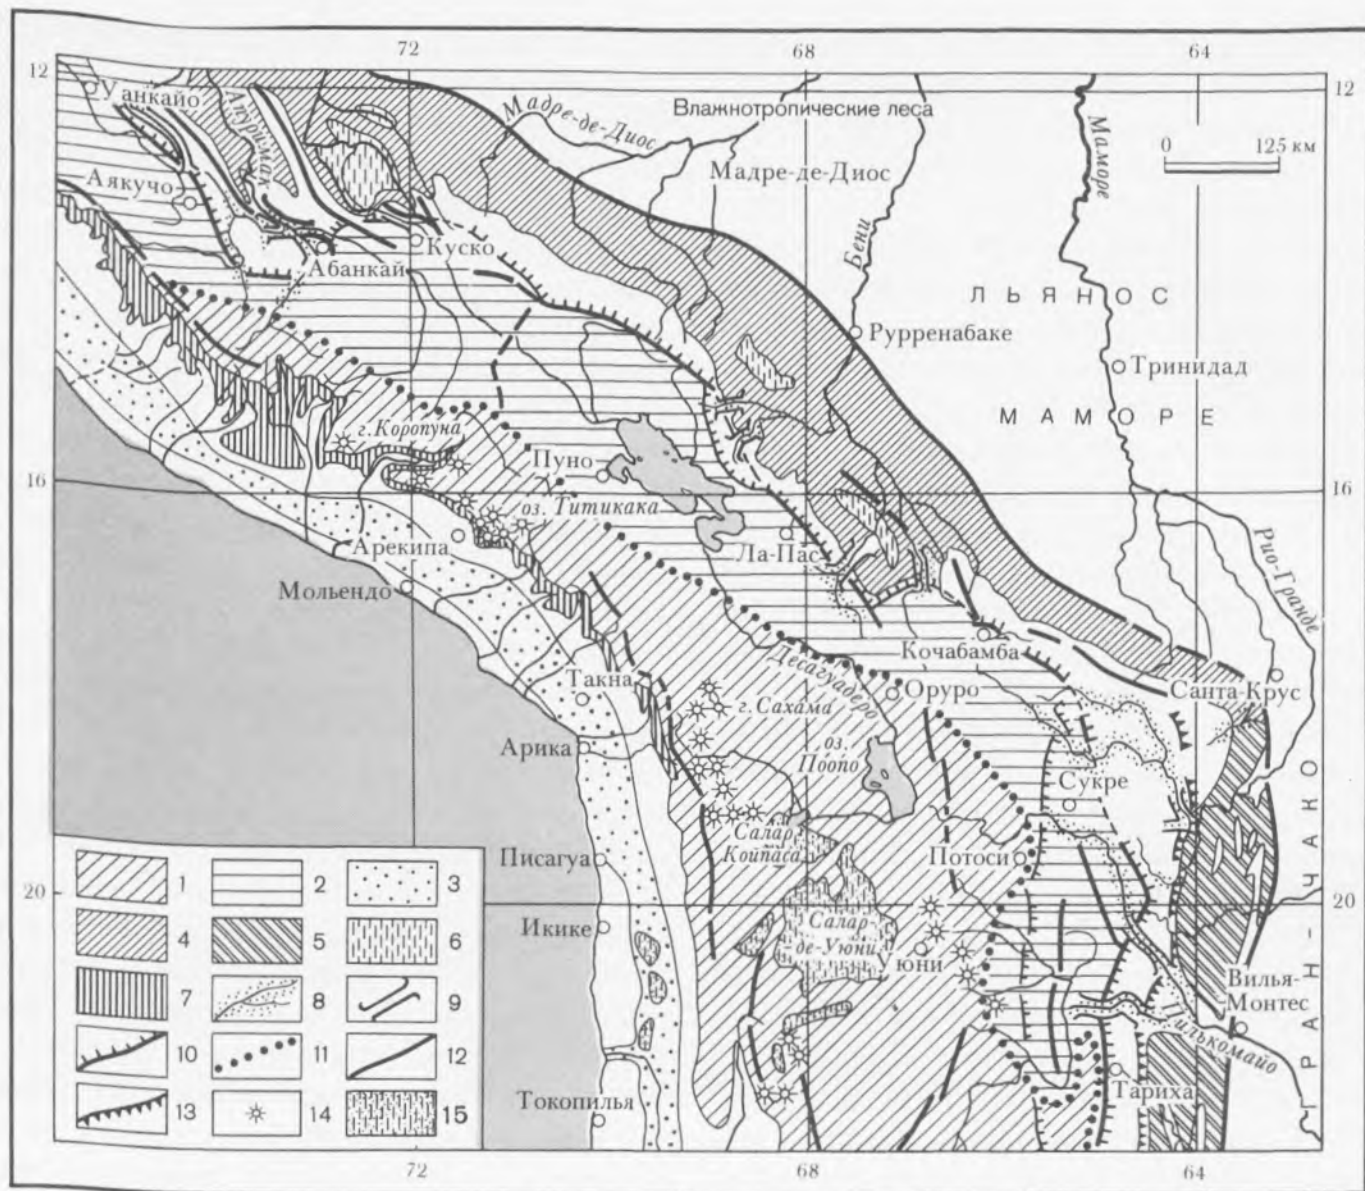 72
68
64
12
12
Уанкайо
Апуримак
Мадре-де-Диос
Влажнотропические леса
Маморе
0 125 км
Мадре-де-Диос
Аякучо
Бени
Куско
Абанкай
ЛЬЯНОС
Рурренабаке
Тринидад
МАМОРЕ
г. Коропуна
Пуно
16
16
оз. Титикака
Арекипа
Ла-Пас
Рио-Гранде
Мольендо
Кочабамба
Десагуадеро
Такна
Оруро
Санта-Крус
г. Сахама
Арика
оз.
Поопо
Сукре
Салар
Койпаса
Писагуа
Потоси
20
20
Икике
Салар-
-де-Уюни
уюни
ГРАН-ЧАКО
Вилья-
Монтес
Пилькомайо
Тариха
Токопилья
1
2
3
4
5
6
7
8
9
10
11
12
13
14
15
72
68
64